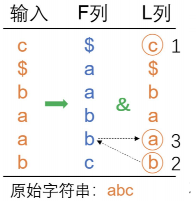 输入 F列 L列
c $ c 1
$ a $
b a b
a & 
a b a
a b a 3
b c b 2
原始字符串：abc